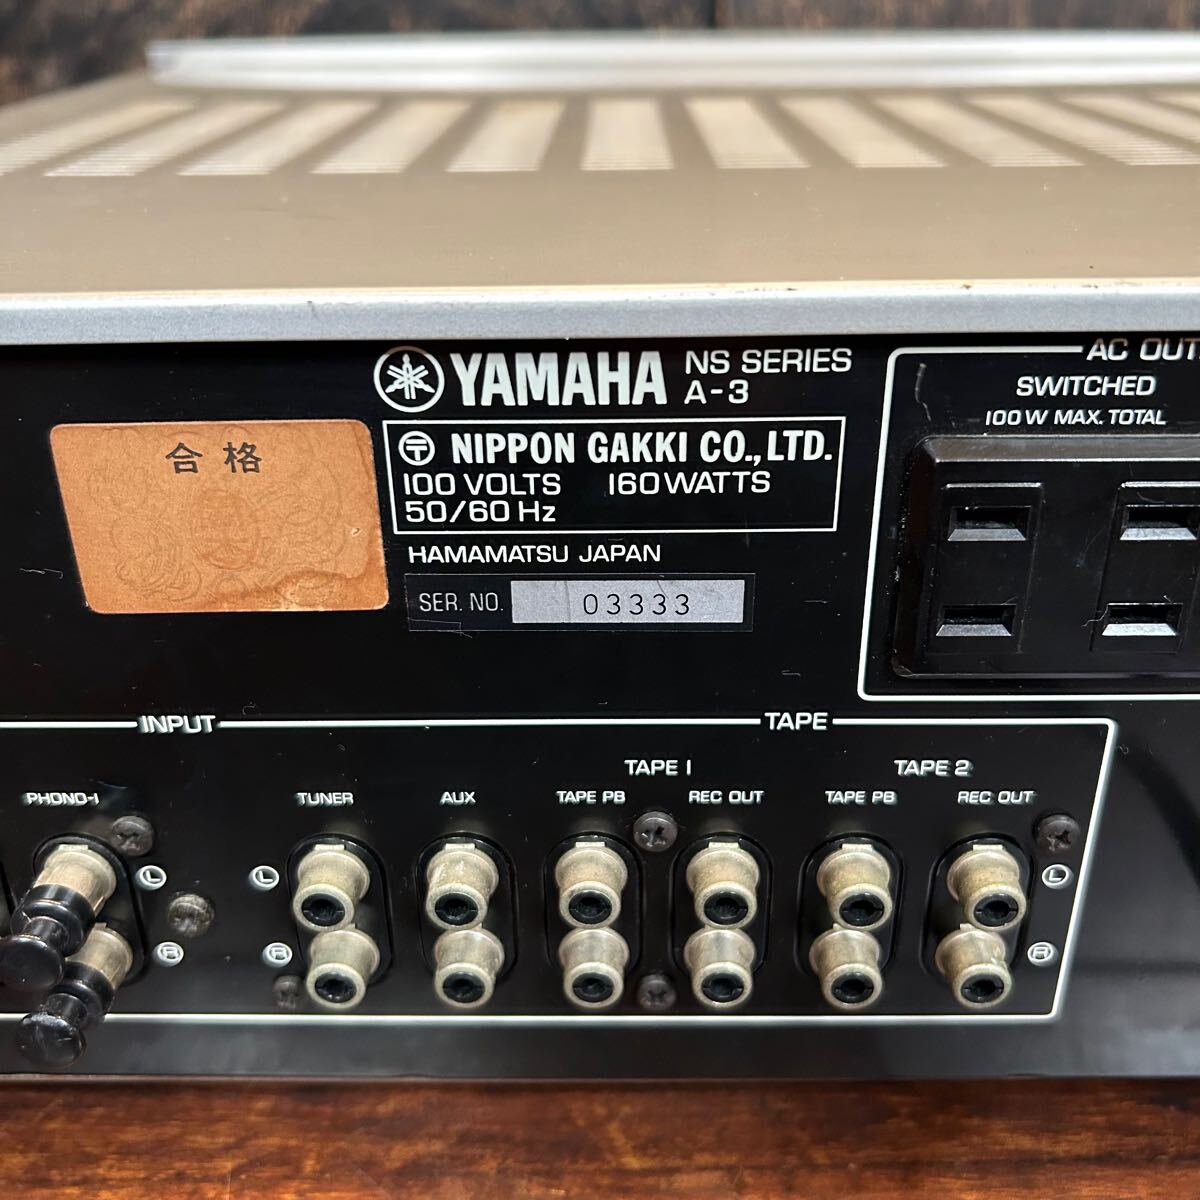 YAMAHA NS SERIES
A-3
AC OUT
SWITCHED
100W MAX. TOTAL
合格
〒 NIPPON GAKKI CO., LTD.
100 VOLTS 160 WATTS
50/60 Hz
HAMAMATSU JAPAN
SER. NO. 03333
INPUT TAPE
TAPE 1 TAPE 2
PHONO-1 TUNER AUX TAPE PB REC OUT TAPE PB REC OUT
L L L
R R R